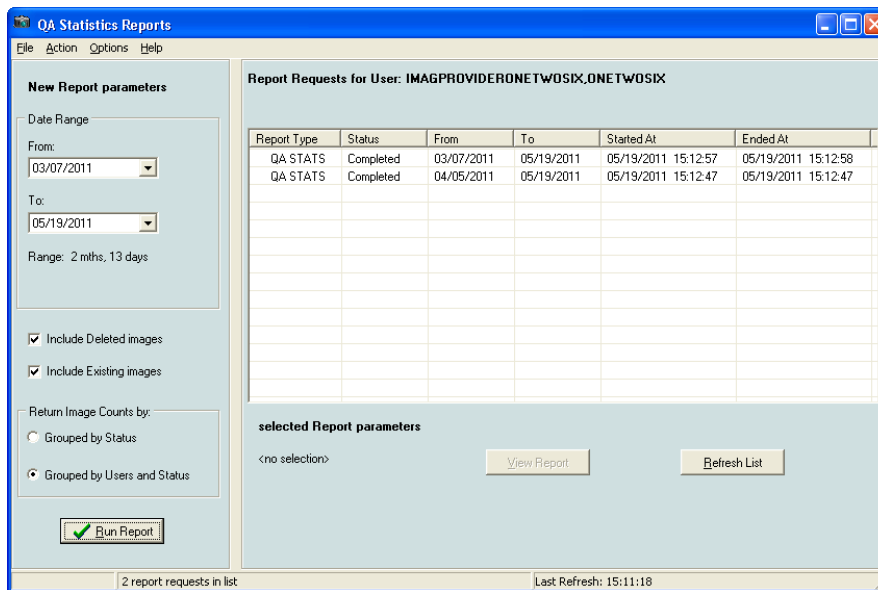 QA Statistics Reports
File Action Options Help
New Report parameters
Date Range
From:
03/07/2011
To:
05/19/2011
Range: 2 mths, 13 days
Include Deleted images
Include Existing images
Return Image Counts by:
Grouped by Status
Grouped by Users and Status
Run Report
Report Requests for User: IMAGPROVIDERONETWOSIX,ONETWOSIX
Report Type Status From To Started At Ended At
QA STATS Completed 03/07/2011 05/19/2011 05/19/2011 15:12:57 05/19/2011 15:12:58
QA STATS Completed 04/05/2011 05/19/2011 05/19/2011 15:12:47 05/19/2011 15:12:47
selected Report parameters
<no selection>
View Report
Refresh List
2 report requests in list
Last Refresh: 15:11:18